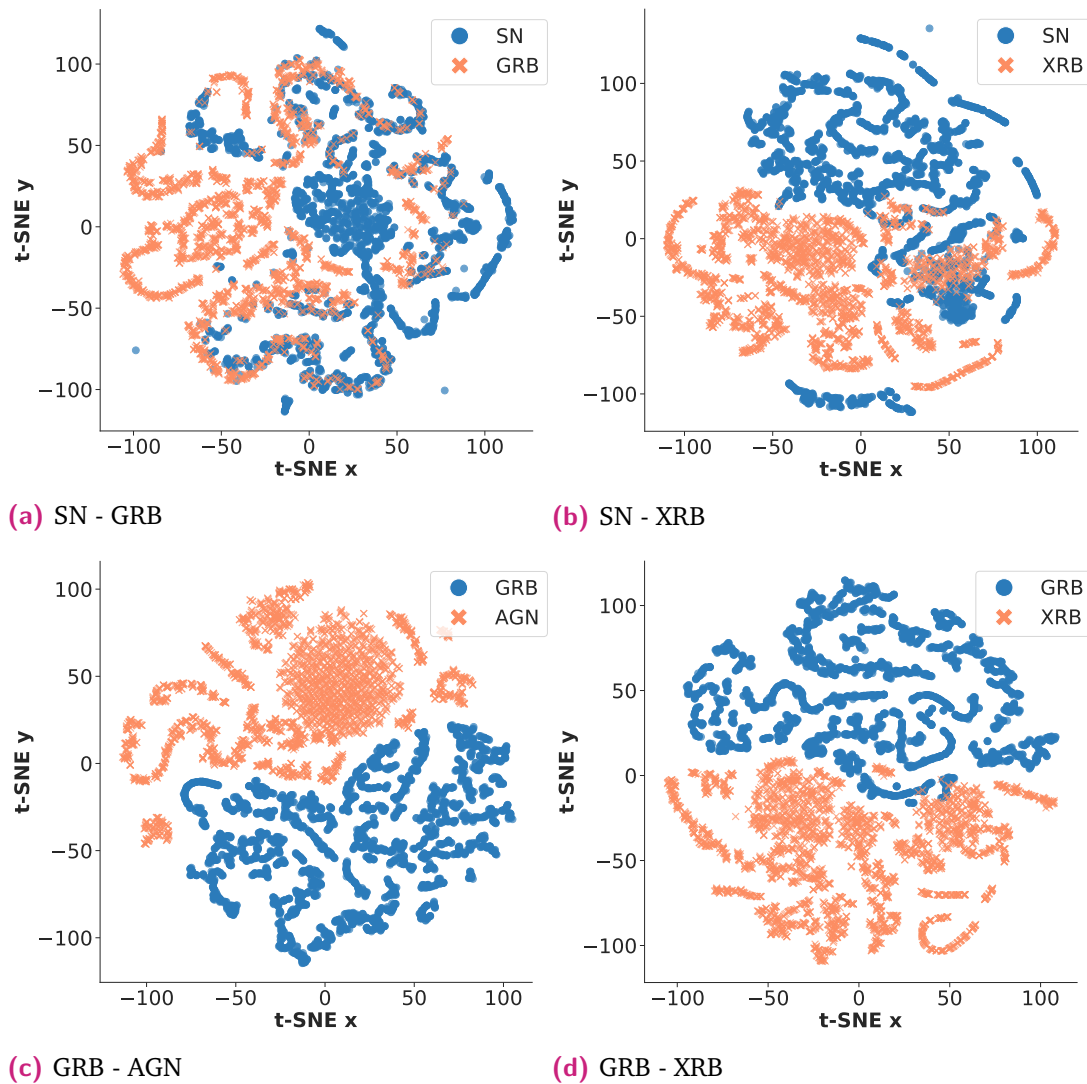 SN
GRB
100
50
0
−50
−100
t-SNE y
−100 −50 0 50 100
t-SNE x
(a) SN - GRB
SN
XRB
100
50
0
−50
−100
t-SNE y
−100 −50 0 50 100
t-SNE x
(b) SN - XRB
GRB
AGN
100
50
0
−50
−100
t-SNE y
−100 −50 0 50 100
t-SNE x
(c) GRB - AGN
GRB
XRB
100
50
0
−50
−100
t-SNE y
−100 −50 0 50 100
t-SNE x
(d) GRB - XRB